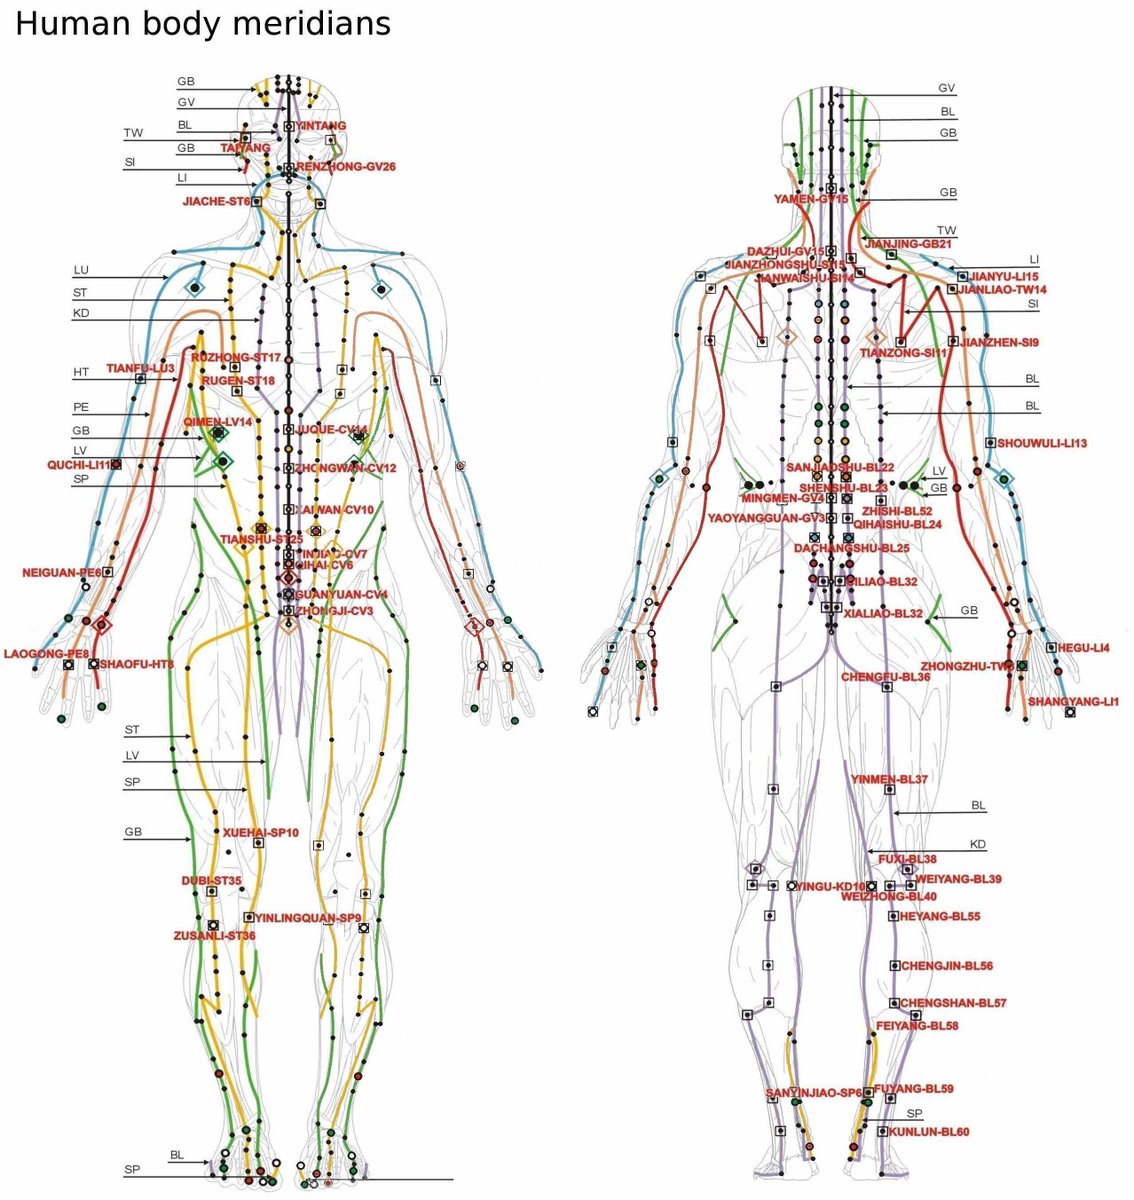 Human body meridians
GB
GV
BL
TW
GB
SI
LI
YINTANG
TAIYANG
RENZHONG-GV26
JIACHE-ST6
LU
ST
KD
RUZHONG-ST17
TIANFU-LU3
HT
RUGEN-ST18
PE
QIMEN-LV14
GB
JUQUE-CV14
LV
QUCHI-LI11
ZHONGWAN-CV12
SP
XAIWAN-CV10
TIANSHU-ST25
YINJIAO-CV7
QIHAI-CV6
NEIGUAN-PE6
GUANYUAN-CV4
ZHONGJI-CV3
LAOGONG-PE8
SHAOFU-HT8
ST
LV
SP
GB
XUEHAI-SP10
DUBI-ST35
YINLINGQUAN-SP9
ZUSANLI-ST36
BL
SP
GV
BL
GB
YAMEN-GV15
GB
TW
DAZHUI-GV15
JIANJING-GB21
JIANZHONGSHU-SI15
LI
JIANWAISHU-SI14
JIANYU-LI15
JIANLIAO-TW14
SI
TIANZONG-SI11
JIANZHEN-SI9
BL
BL
SHOUWULI-LI13
SANJIAOSHU-BL22
LV
SHENSHU-BL23
GB
MINGMEN-GV4
ZHISHI-BL52
YAOYANGGUAN-GV3
QIHAISHU-BL24
DACHANGSHU-BL25
CILIAO-BL32
XIALIAO-BL32
GB
HEGU-LI4
ZHONGZHU-TW3
CHENGFU-BL36
SHANGYANG-LI1
YINMEN-BL37
BL
KD
FUXI-BL38
WEIYANG-BL39
YINGU-KD10
WEIZHONG-BL40
HEYANG-BL55
CHENGJIN-BL56
CHENGSHAN-BL57
FEIYANG-BL58
SANYINJIAO-SP6
FUYANG-BL59
SP
KUNLUN-BL60